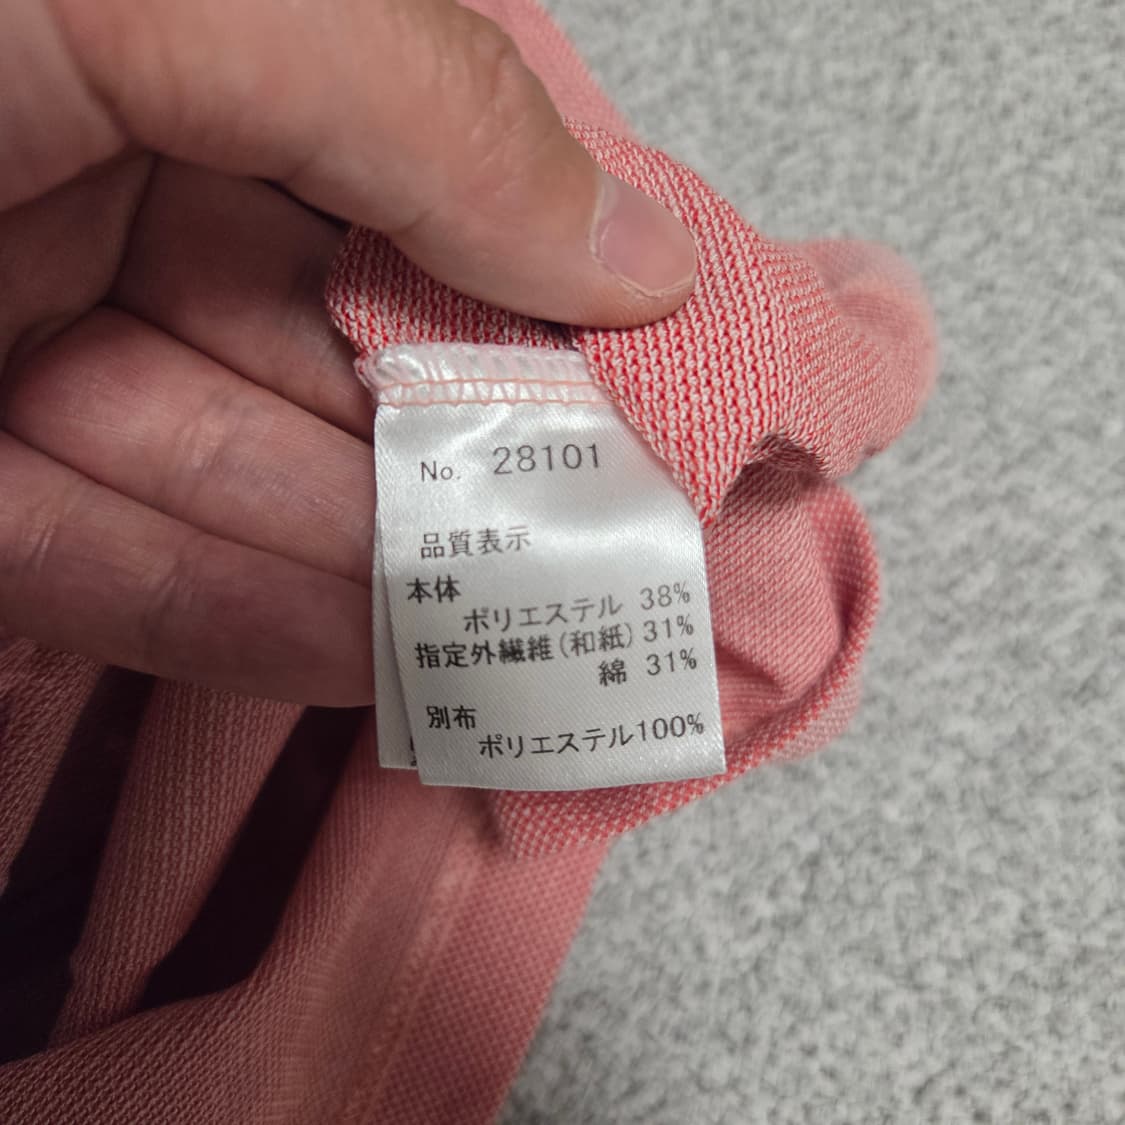 No. 28101
品質表示
本体
ポリエステル 38%
指定外繊維(和紙)31%
綿 31%
別布
ポリエステル100%